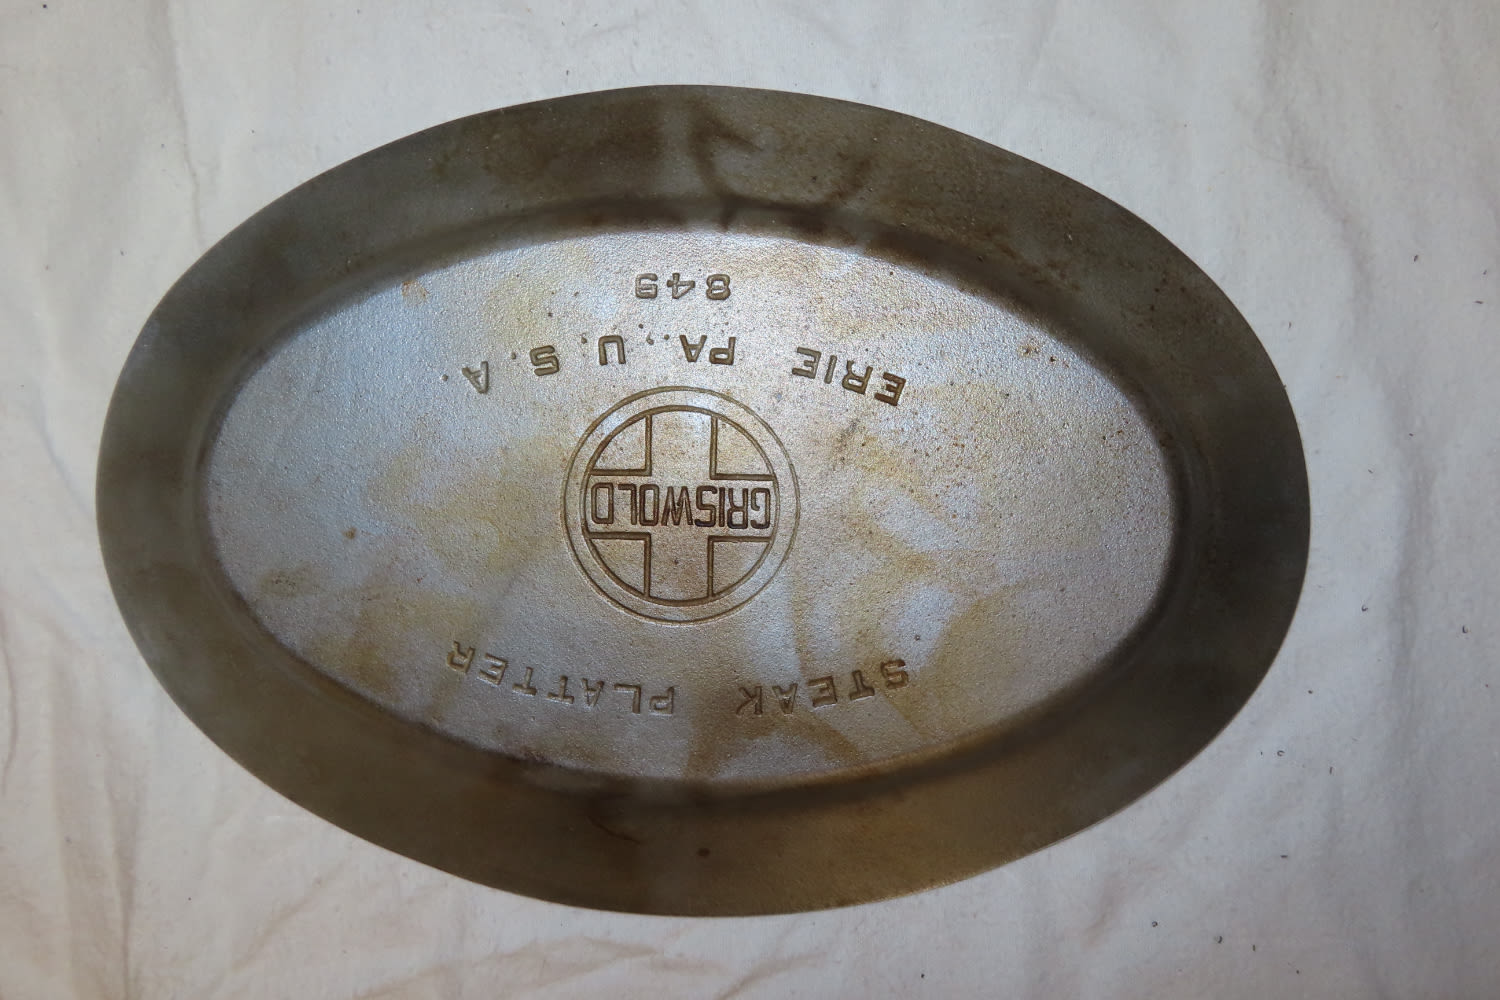 STEAK PLATTER
GRISWOLD
ERIE PA., U.S.A
849